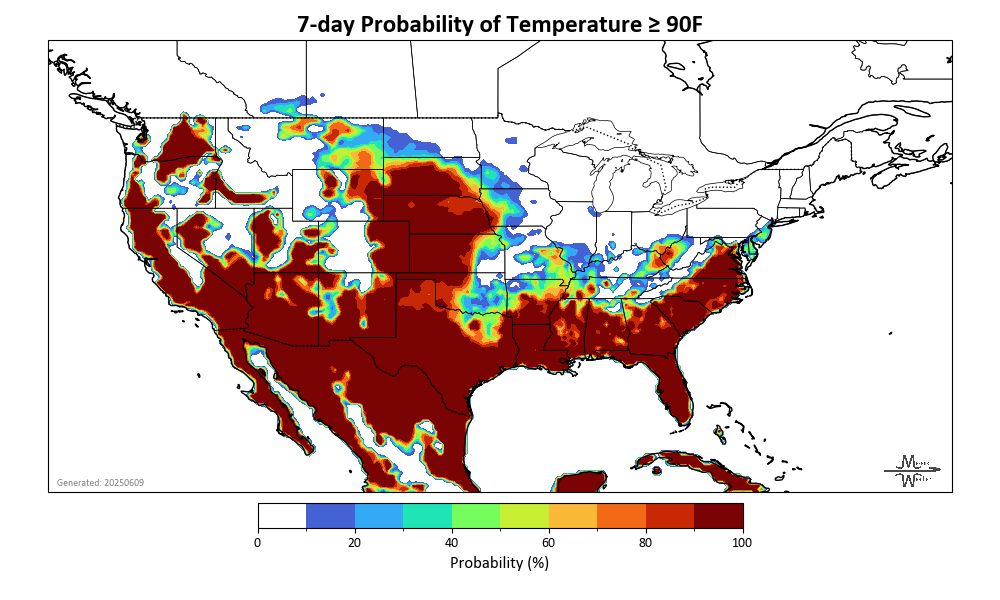 7-day Probability of Temperature ≥ 90F
Generated: 20250609
0 20 40 60 80 100
Probability (%)